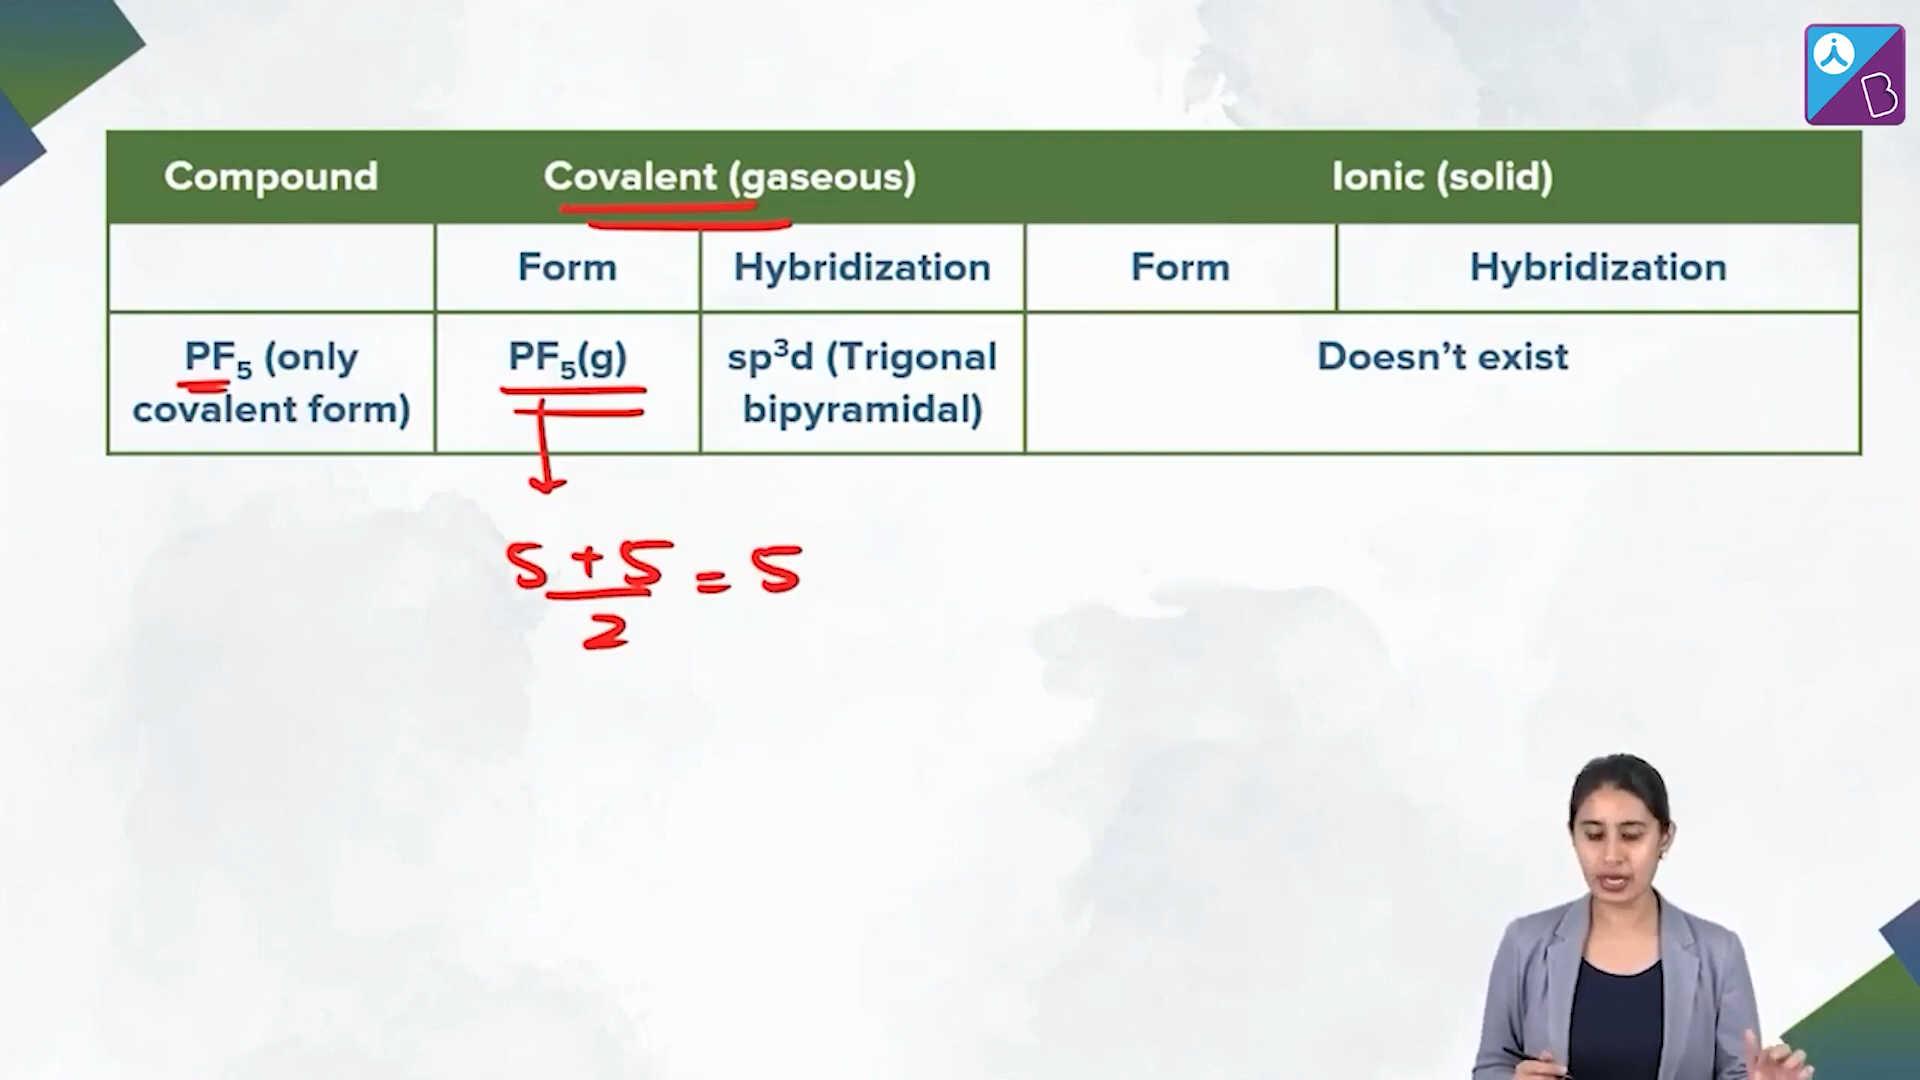 Compound Covalent (gaseous) Ionic (solid)
Form Hybridization Form Hybridization
PF₅ (only covalent form) PF₅(g) sp³d (Trigonal bipyramidal) Doesn’t exist
5 + 5 = 5
2
B